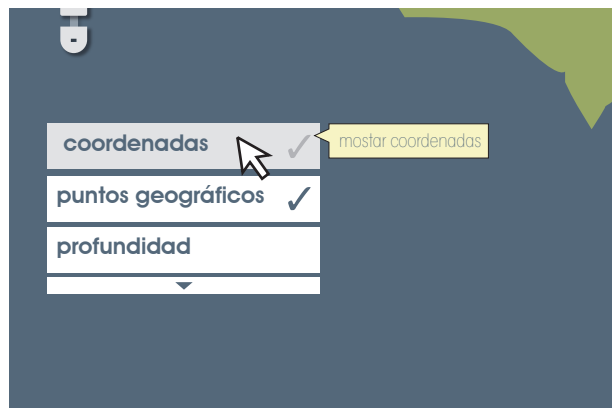 -
coordenadas
mostar coordenadas
puntos geográficos
profundidad